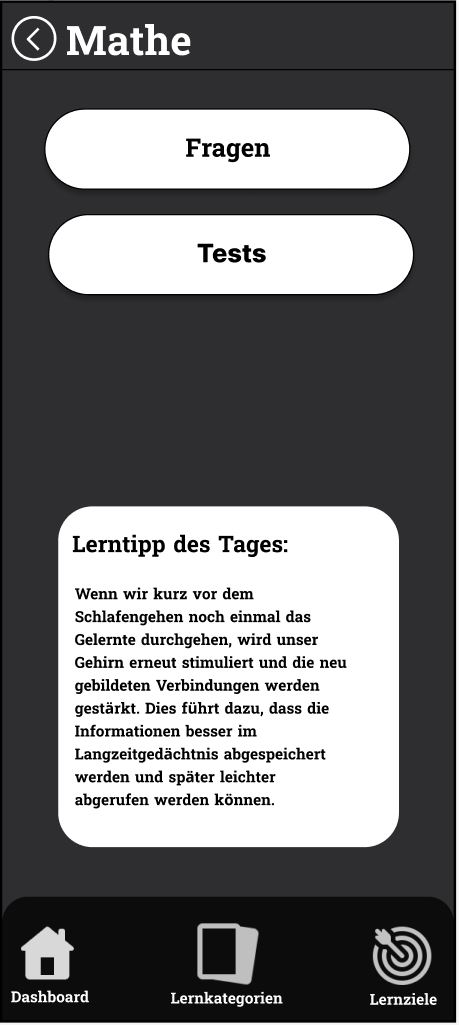 Mathe
Fragen
Tests
Lerntipp des Tages:
Wenn wir kurz vor dem
Schlafengehen noch einmal das
Gelernte durchgehen, wird unser
Gehirn erneut stimuliert und die neu
gebildeten Verbindungen werden
gestärkt. Dies führt dazu, dass die
Informationen besser im
Langzeitgedächtnis abgespeichert
werden und später leichter
abgerufen werden können.
Dashboard
Lernkategorien
Lernziele